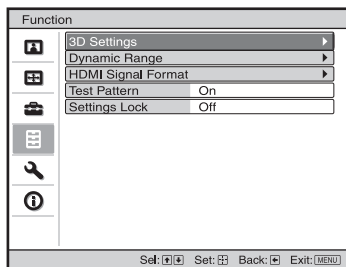 Function
3D Settings
Dynamic Range
HDMI Signal Format
Test Pattern On
Settings Lock Off
Sel: Set: Back: Exit: MENU